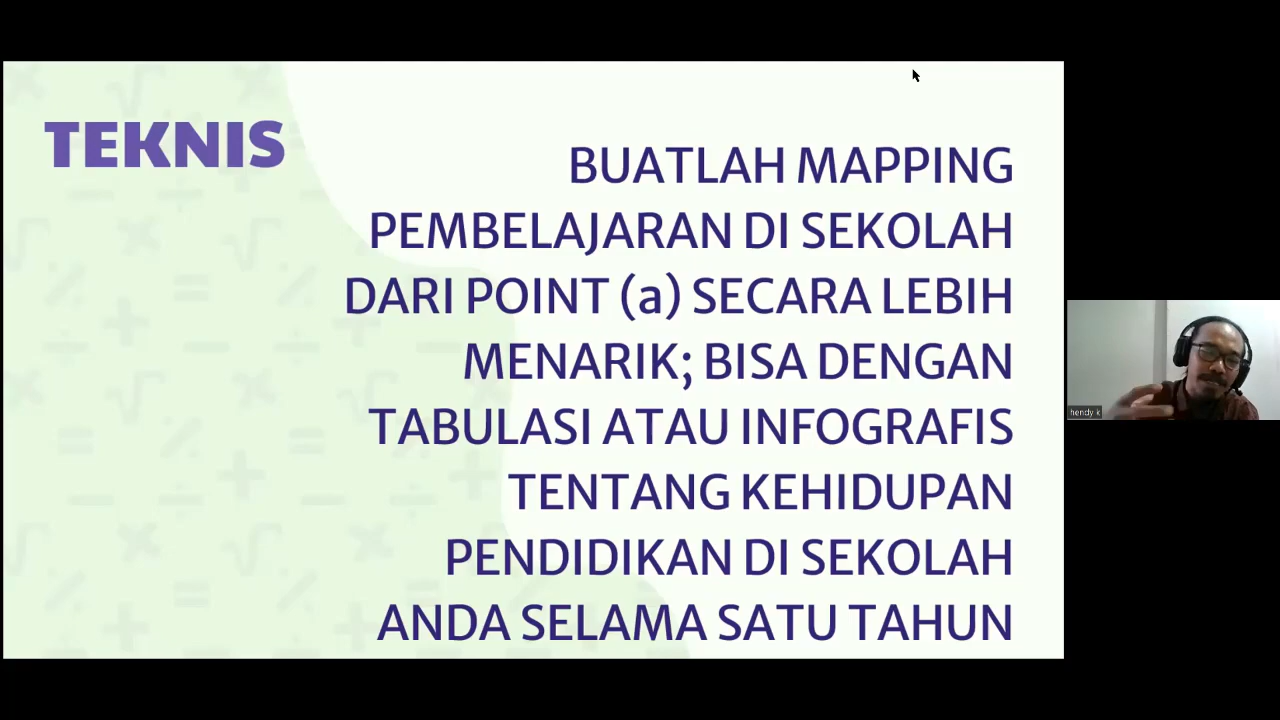 TEKNIS
BUATLAH MAPPING
PEMBELAJARAN DI SEKOLAH
DARI POINT (a) SECARA LEBIH
MENARIK; BISA DENGAN
TABULASI ATAU INFOGRAFIS
TENTANG KEHIDUPAN
PENDIDIKAN DI SEKOLAH
ANDA SELAMA SATU TAHUN
hendy k